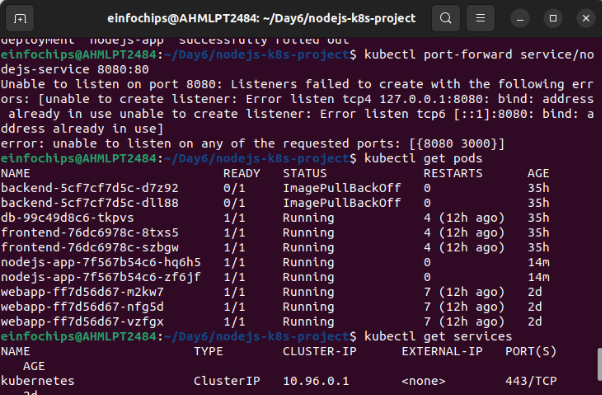 einfochips@AHMLPT2484: ~/Day6/nodejs-k8s-project
deployment "nodejs-app" successfully rolled out
einfochips@AHMLPT2484:~/Day6/nodejs-k8s-project$ kubectl port-forward service/no
dejs-service 8080:80
Unable to listen on port 8080: Listeners failed to create with the following err
ors: [unable to create listener: Error listen tcp4 127.0.0.1:8080: bind: address
 already in use unable to create listener: Error listen tcp6 [::1]:8080: bind: a
ddress already in use]
error: unable to listen on any of the requested ports: [{8080 3000}]
einfochips@AHMLPT2484:~/Day6/nodejs-k8s-project$ kubectl get pods
NAME READY STATUS RESTARTS AGE
backend-5cf7cf7d5c-d7z92 0/1 ImagePullBackOff 0 35h
backend-5cf7cf7d5c-dll88 0/1 ImagePullBackOff 0 35h
db-99c49d8c6-tkpvs 1/1 Running 4 (12h ago) 35h
frontend-76dc6978c-8txs5 1/1 Running 4 (12h ago) 35h
frontend-76dc6978c-szbgw 1/1 Running 4 (12h ago) 35h
nodejs-app-7f567b54c6-hq6h5 1/1 Running 0 14m
nodejs-app-7f567b54c6-zf6jf 1/1 Running 0 14m
webapp-ff7d56d67-m2kw7 1/1 Running 7 (12h ago) 2d
webapp-ff7d56d67-nfg5d 1/1 Running 7 (12h ago) 2d
webapp-ff7d56d67-vzfgx 1/1 Running 7 (12h ago) 2d
einfochips@AHMLPT2484:~/Day6/nodejs-k8s-project$ kubectl get services
NAME TYPE CLUSTER-IP EXTERNAL-IP PORT(S)
AGE
kubernetes ClusterIP 10.96.0.1 <none> 443/TCP
2d